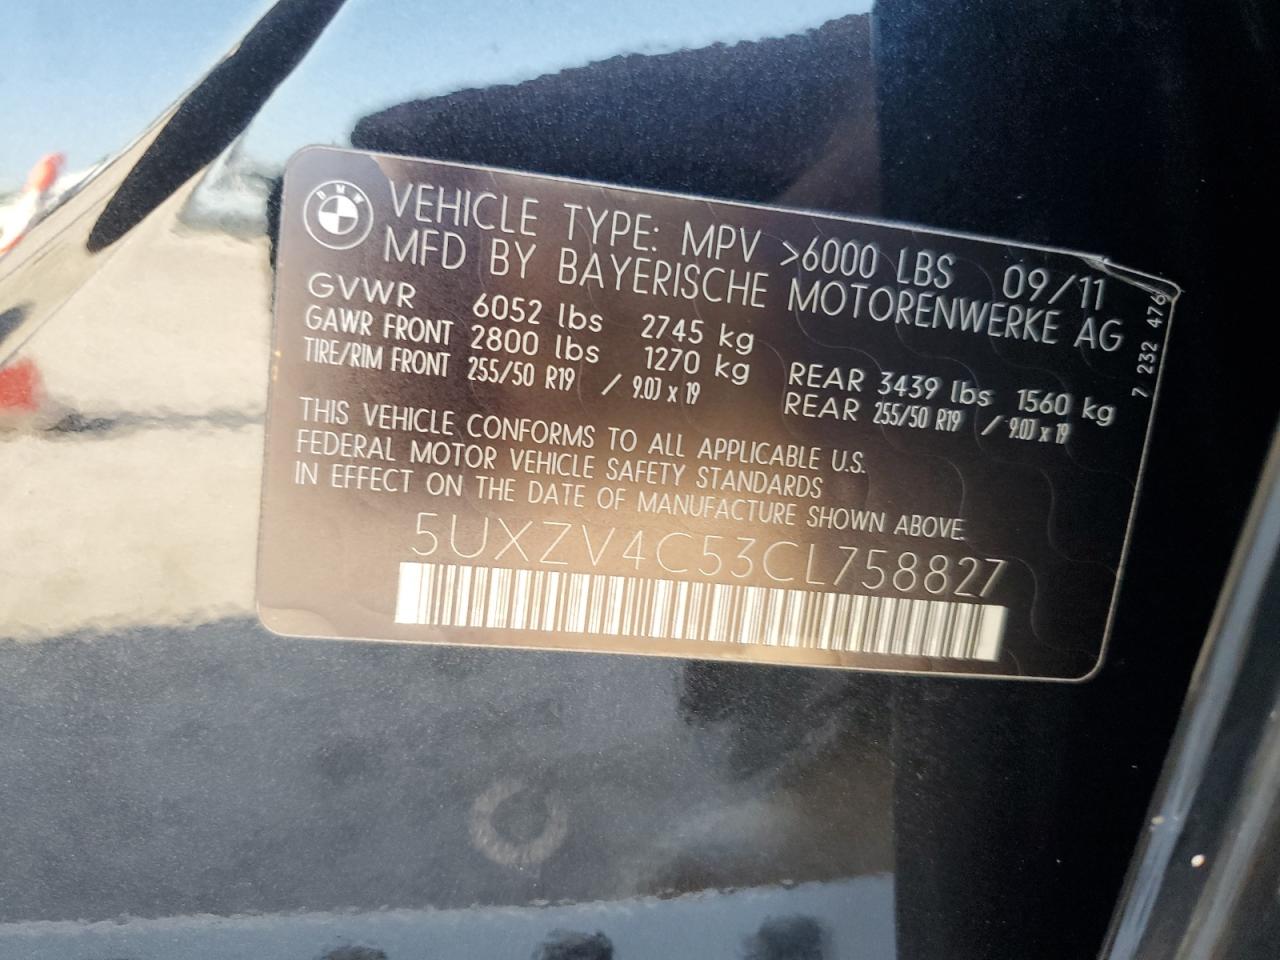 BMW
VEHICLE TYPE: MPV >6000 LBS 09/11
MFD BY BAYERISCHE MOTORENWERKE AG
GVWR 6052 lbs 2745 kg
GAWR FRONT 2800 lbs 1270 kg REAR 3439 lbs 1560 kg
TIRE/RIM FRONT 255/50 R19 / 9.0J x 19 REAR 255/50 R19 / 9.0J x 19
THIS VEHICLE CONFORMS TO ALL APPLICABLE U.S.
FEDERAL MOTOR VEHICLE SAFETY STANDARDS
IN EFFECT ON THE DATE OF MANUFACTURE SHOWN ABOVE
5UXZV4C53CL758827
7 232 476